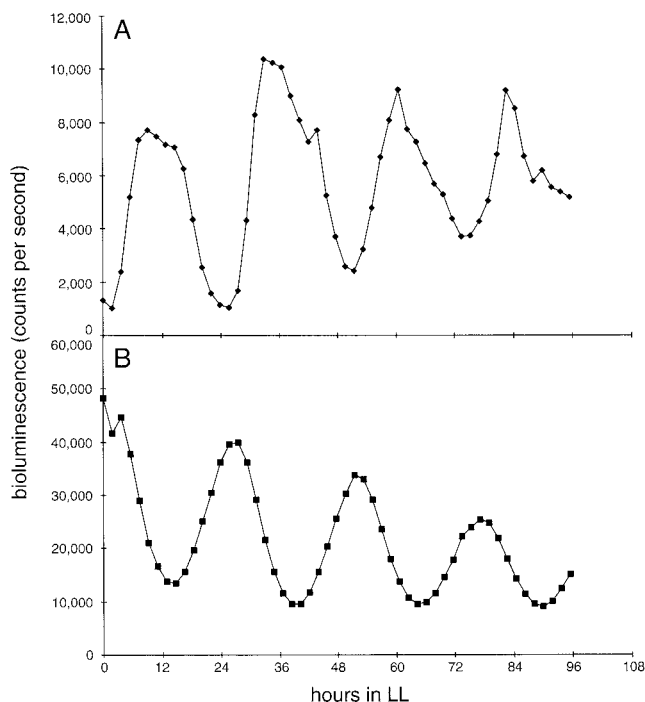 A
12,000
10,000
8,000
6,000
4,000
2,000
0
bioluminescence (counts per second)
B
60,000
50,000
40,000
30,000
20,000
10,000
0
0 12 24 36 48 60 72 84 96 108
hours in LL